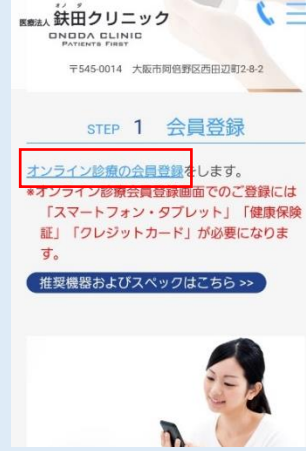 オノダ
医療法人 鈇田クリニック
ONODA CLINIC
PATIENTS FIRST
〒545-0014 大阪市阿倍野区西田辺町2-8-2
STEP 1 会員登録
オンライン診療の会員登録をします。
*オンライン診療会員登録画面でのご登録には
「スマートフォン・タブレット」「健康保険
証」「クレジットカード」が必要になりま
す。
推奨機器およびスペックはこちら >>